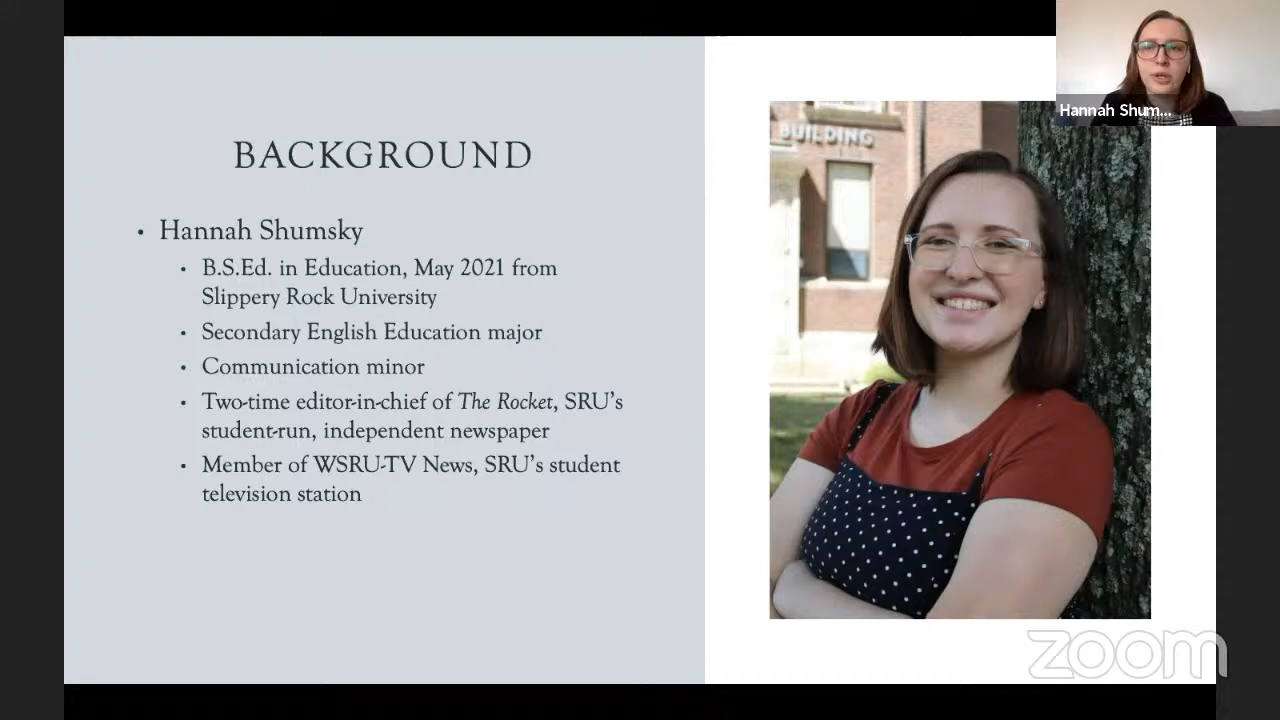 Hannah Shum...
BUILDING
BACKGROUND
• Hannah Shumsky
• B.S.Ed. in Education, May 2021 from
Slippery Rock University
• Secondary English Education major
• Communication minor
• Two-time editor-in-chief of The Rocket, SRU's
student-run, independent newspaper
• Member of WSRU-TV News, SRU's student
television station
zoom